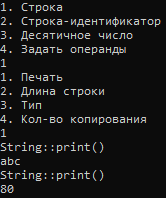 1. Строка
2. Строка-идентификатор
3. Десятичное число
4. Задать операнды
1
1. Печать
2. Длина строки
3. Тип
4. Кол-во копирования
1
String::print()
abc
String::print()
80